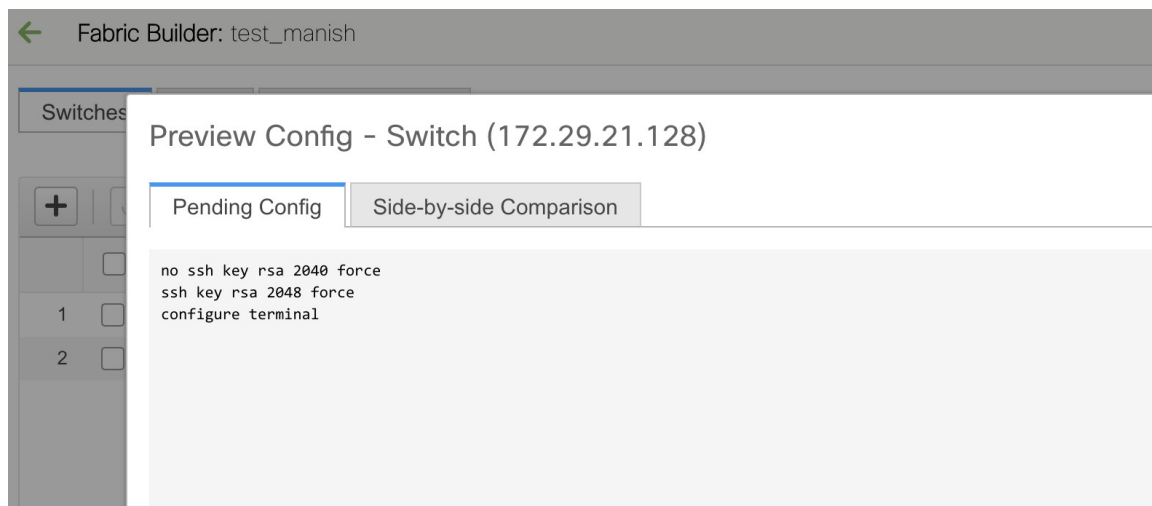 Fabric Builder: test_manish
Switches
Preview Config - Switch (172.29.21.128)
Pending Config
Side-by-side Comparison
no ssh key rsa 2040 force
ssh key rsa 2048 force
configure terminal
1
2